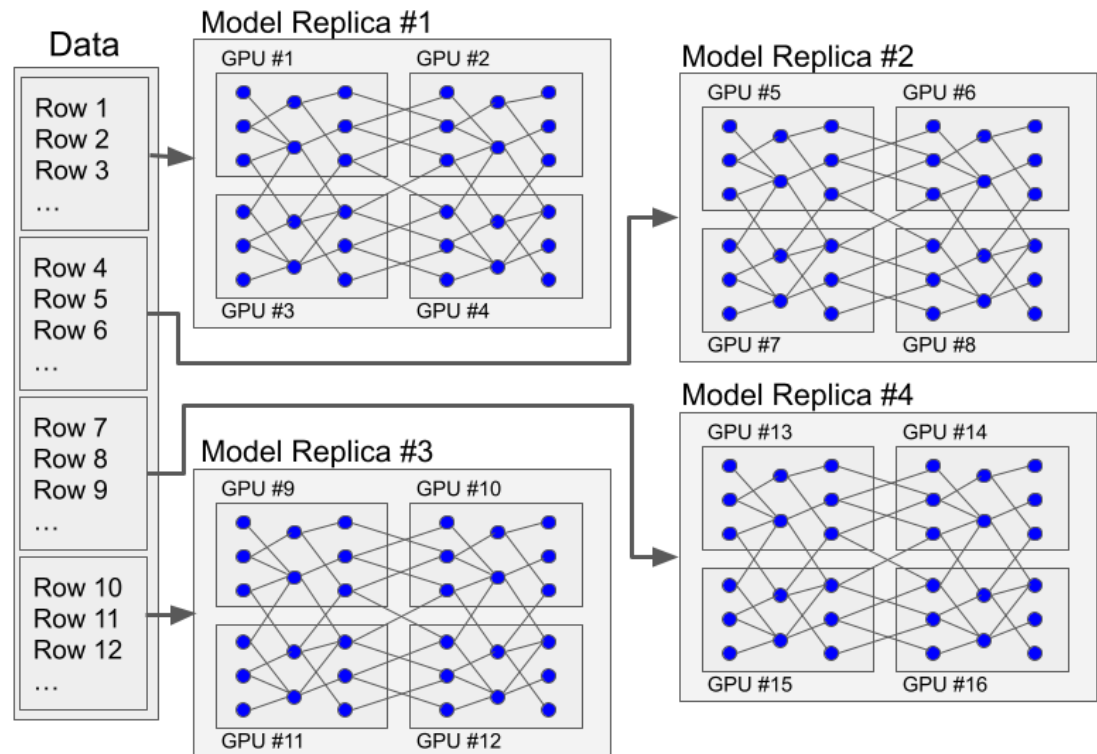 Data
Row 1
Row 2
Row 3
…
Row 4
Row 5
Row 6
…
Row 7
Row 8
Row 9
…
Row 10
Row 11
Row 12
…
Model Replica #1
GPU #1
GPU #2
GPU #3
GPU #4
Model Replica #2
GPU #5
GPU #6
GPU #7
GPU #8
Model Replica #3
GPU #9
GPU #10
GPU #11
GPU #12
Model Replica #4
GPU #13
GPU #14
GPU #15
GPU #16